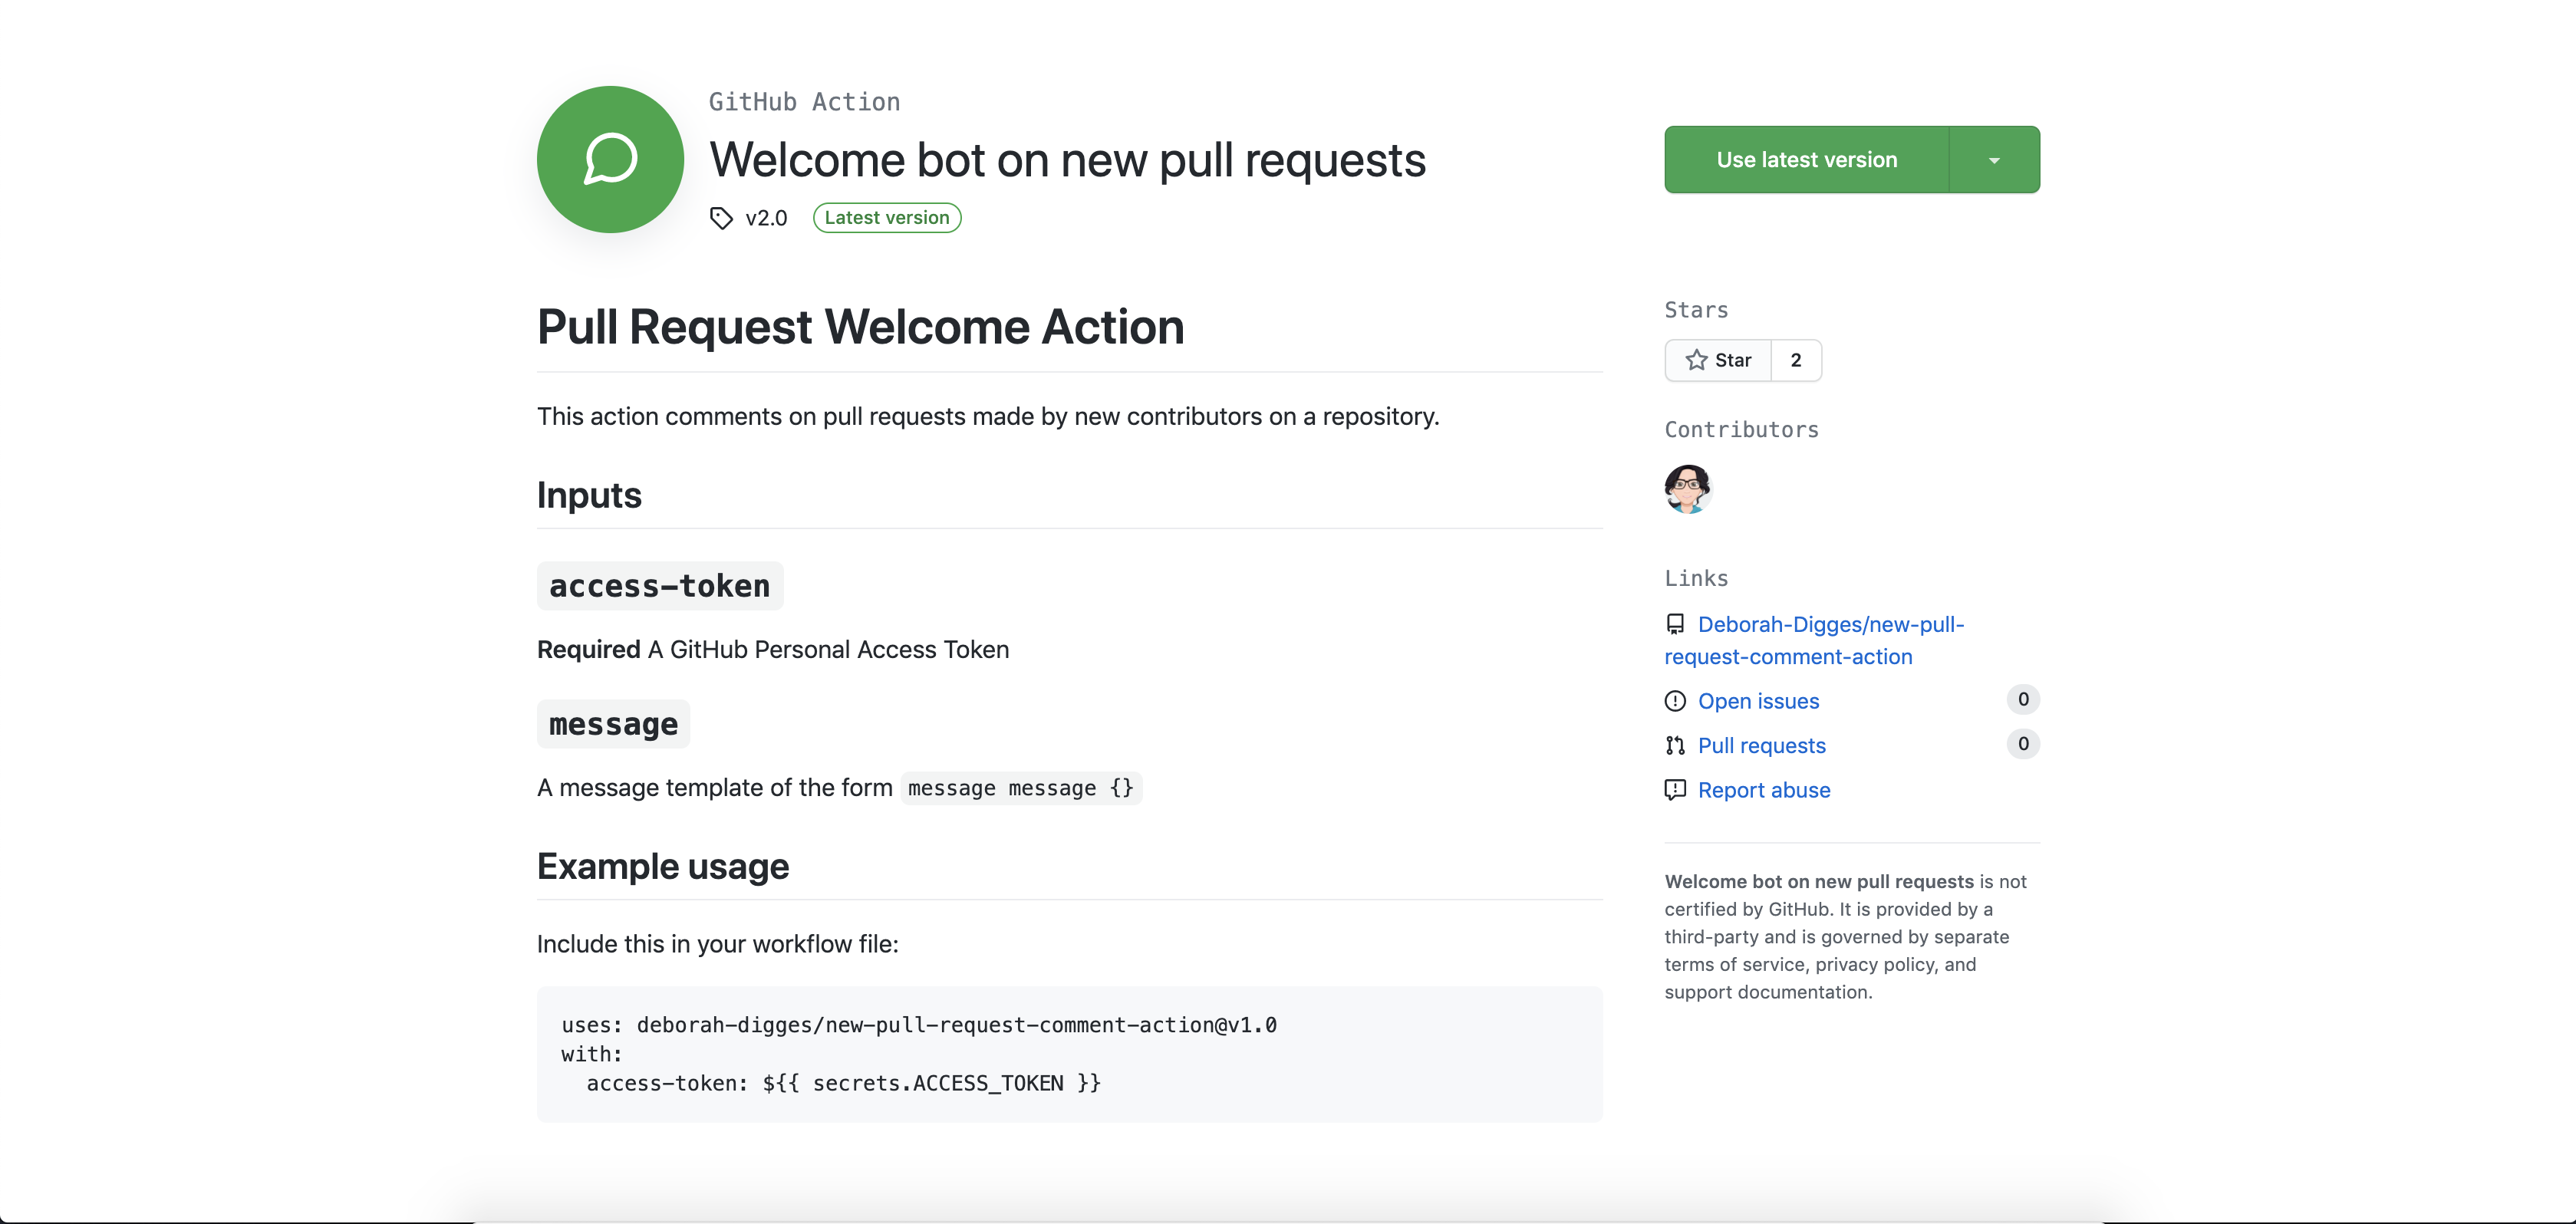 GitHub Action
Welcome bot on new pull requests
v2.0 Latest version
Use latest version
Pull Request Welcome Action
This action comments on pull requests made by new contributors on a repository.
Inputs
access-token
Required A GitHub Personal Access Token
message
A message template of the form message message {}
Example usage
Include this in your workflow file:
uses: deborah-digges/new-pull-request-comment-action@v1.0
with:
  access-token: ${{ secrets.ACCESS_TOKEN }}
Stars
Star 2
Contributors
Links
Deborah-Digges/new-pull-
request-comment-action
Open issues 0
Pull requests 0
Report abuse
Welcome bot on new pull requests is not
certified by GitHub. It is provided by a
third-party and is governed by separate
terms of service, privacy policy, and
support documentation.